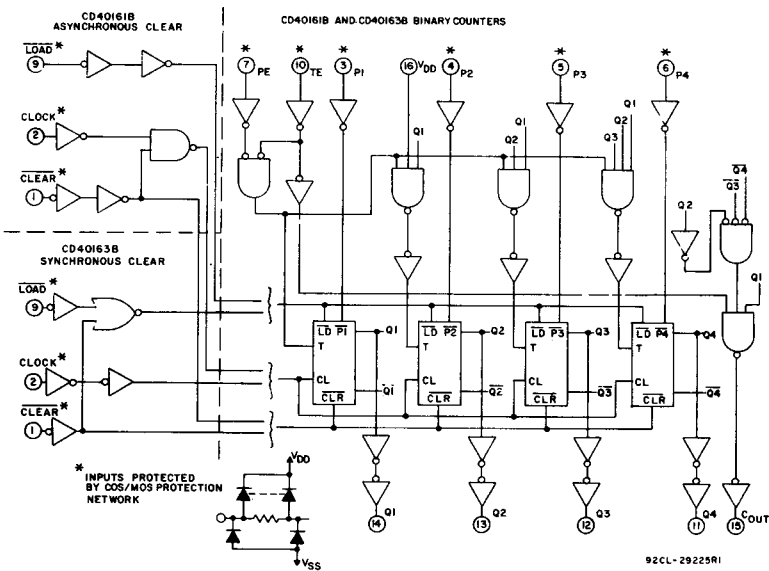 CD40161B
ASYNCHRONOUS CLEAR
CD40161B AND CD40163B BINARY COUNTERS
LOAD *
9
CLOCK *
2
CLEAR *
1
* 7 PE
* 10 TE
* 3 P1
16 VDD
* 4 P2
* 5 P3
* 6 P4
Q1
Q2
Q1
Q3
Q2
Q1
Q2
Q3
Q4
Q1
CD40163B
SYNCHRONOUS CLEAR
LOAD *
9
CLOCK *
2
CLEAR *
1
LD P1
T
CL
CLR
Q1
Q1
LD P2
T
CL
CLR
Q2
Q2
LD P3
T
CL
CLR
Q3
Q3
LD P4
T
CL
CLR
Q4
Q4
* INPUTS PROTECTED
BY COS/MOS PROTECTION
NETWORK
VDD
VSS
14 Q1
13 Q2
12 Q3
11 Q4
15 COUT
92CL-29225R1